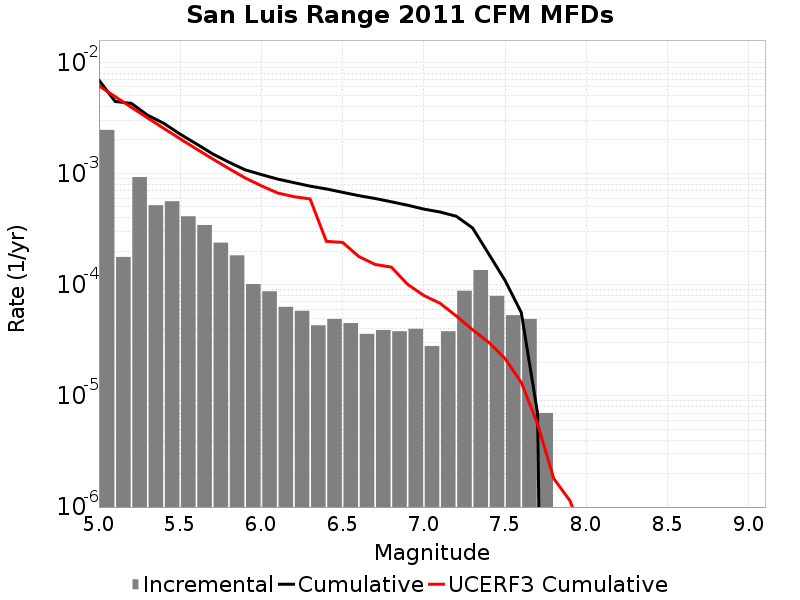 San Luis Range 2011 CFM MFDs
10^-2
10^-3
10^-4
10^-5
10^-6
Rate (1/yr)
5.0 5.5 6.0 6.5 7.0 7.5 8.0 8.5 9.0
Magnitude
Incremental Cumulative UCERF3 Cumulative